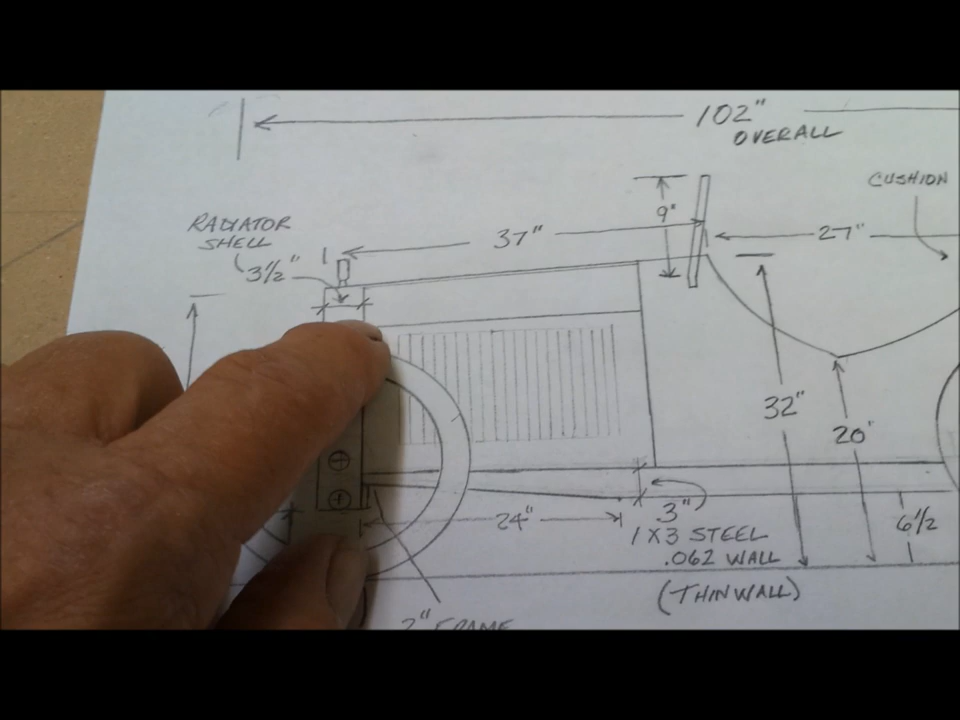 102"
OVERALL
CUSHION
9"
RADIATOR
SHELL
3½"
37"
27"
32"
20"
24"
3"
1 X 3 STEEL
.062 WALL
(THINWALL)
6½
2" FRAME